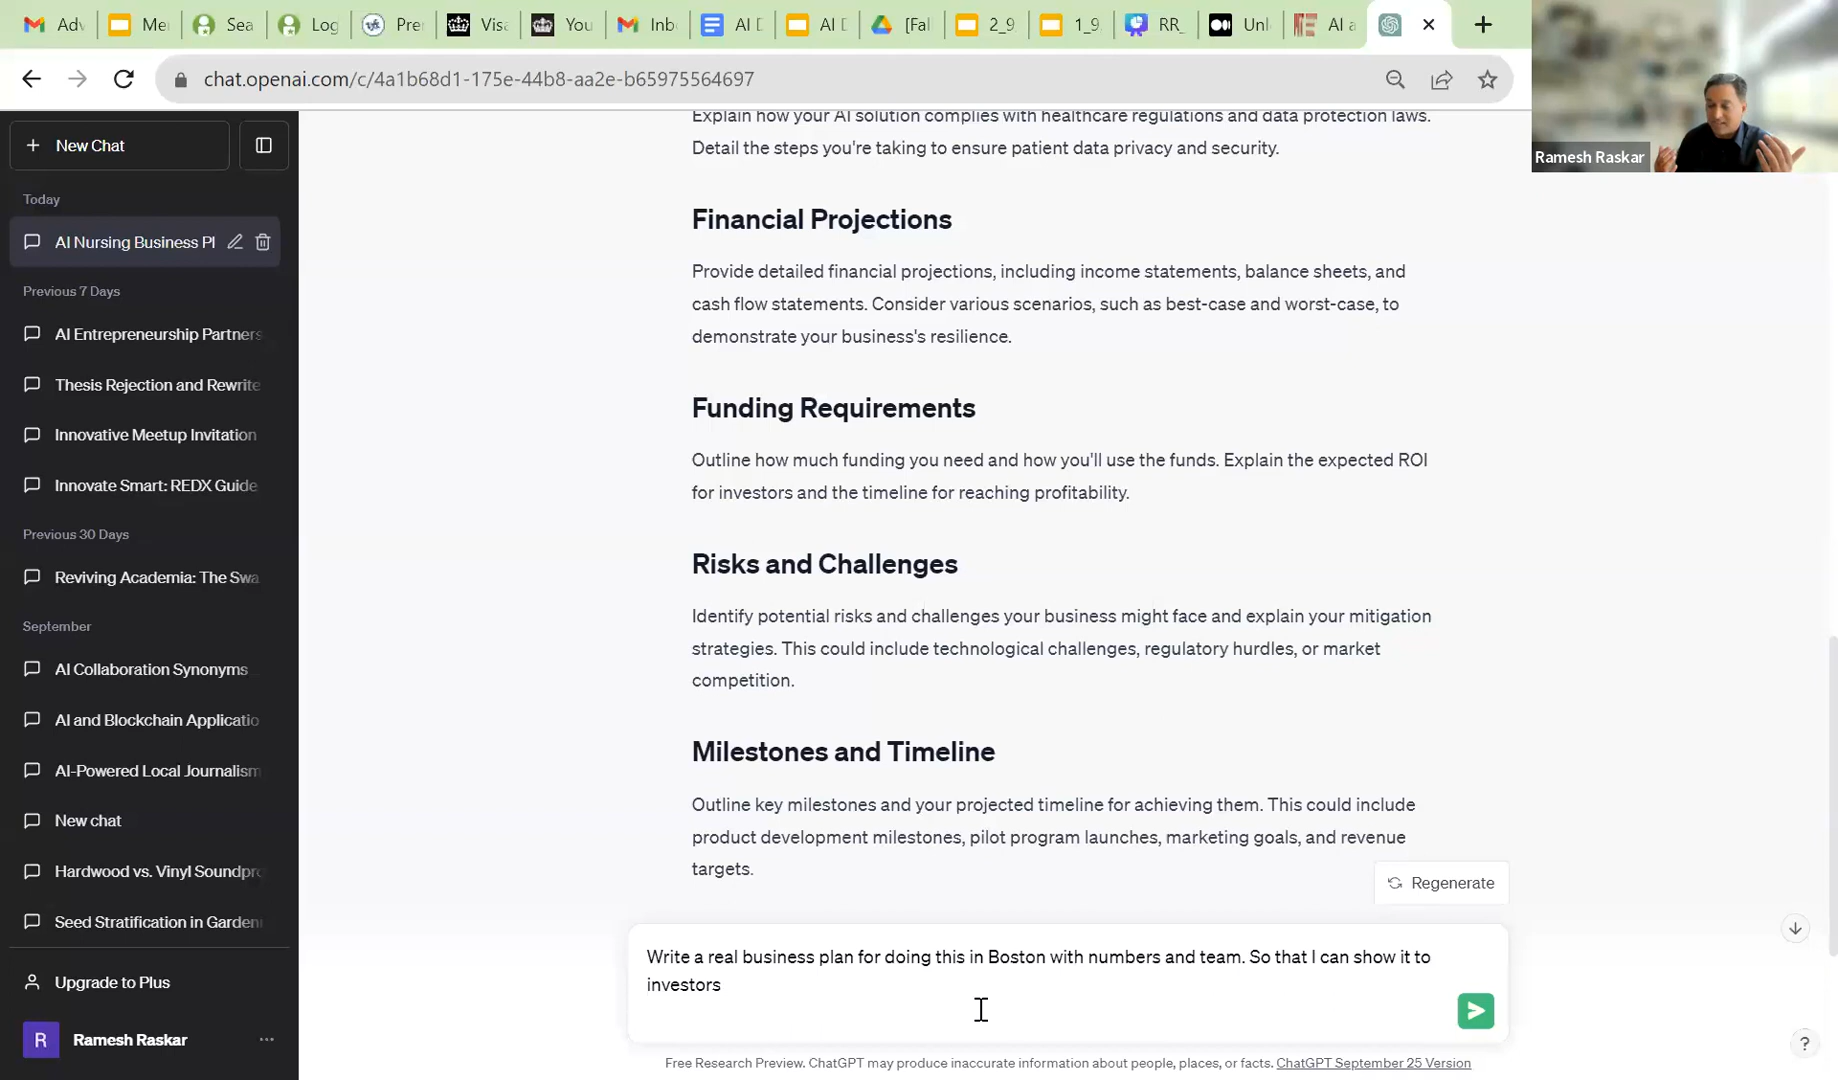 Adv
Mer
Sea
Log
Prer
Visa
You
Inbo
AI D
AI D
[Fall
2_9
1_9
RR_
Unl
AI a
chat.openai.com/c/4a1b68d1-175e-44b8-aa2e-b65975564697
Ramesh Raskar
New Chat
Today
AI Nursing Business Pl
Previous 7 Days
AI Entrepreneurship Partners
Thesis Rejection and Rewrite
Innovative Meetup Invitation
Innovate Smart: REDX Guide
Previous 30 Days
Reviving Academia: The Swa
September
AI Collaboration Synonyms
AI and Blockchain Applicatio
AI-Powered Local Journalism
New chat
Hardwood vs. Vinyl Soundpro
Seed Stratification in Gardeni
Upgrade to Plus
R
Ramesh Raskar
Explain how your AI solution complies with healthcare regulations and data protection laws.
Detail the steps you're taking to ensure patient data privacy and security.
Financial Projections
Provide detailed financial projections, including income statements, balance sheets, and
cash flow statements. Consider various scenarios, such as best-case and worst-case, to
demonstrate your business's resilience.
Funding Requirements
Outline how much funding you need and how you'll use the funds. Explain the expected ROI
for investors and the timeline for reaching profitability.
Risks and Challenges
Identify potential risks and challenges your business might face and explain your mitigation
strategies. This could include technological challenges, regulatory hurdles, or market
competition.
Milestones and Timeline
Outline key milestones and your projected timeline for achieving them. This could include
product development milestones, pilot program launches, marketing goals, and revenue
targets.
Regenerate
Write a real business plan for doing this in Boston with numbers and team. So that I can show it to
investors
Free Research Preview. ChatGPT may produce inaccurate information about people, places, or facts. ChatGPT September 25 Version
?